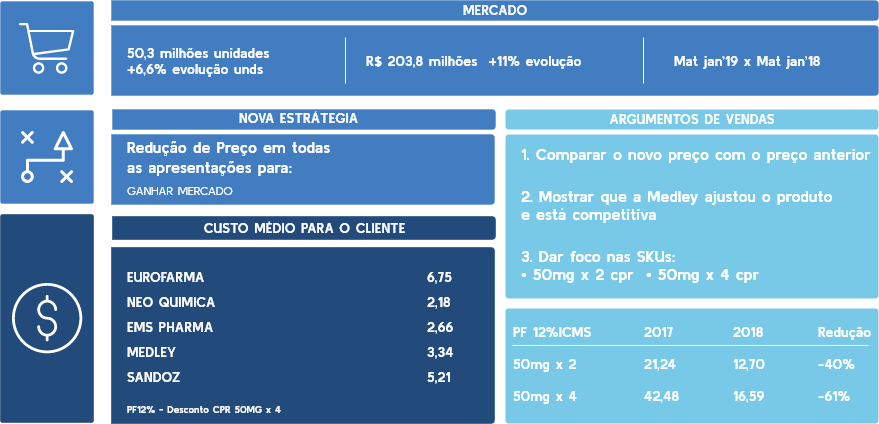 MERCADO
50,3 milhões unidades
+6,6% evolução unds
R$ 203,8 milhões +11% evolução
Mat jan'19 x Mat jan'18
NOVA ESTRÁTEGIA
Redução de Preço em todas
as apresentações para:
GANHAR MERCADO
CUSTO MÉDIO PARA O CLIENTE
EUROFARMA 6,75
NEO QUIMICA 2,18
EMS PHARMA 2,66
MEDLEY 3,34
SANDOZ 5,21
PF12% - Desconto CPR 50MG x 4
ARGUMENTOS DE VENDAS
1. Comparar o novo preço com o preço anterior
2. Mostrar que a Medley ajustou o produto
e está competitiva
3. Dar foco nas SKUs:
• 50mg x 2 cpr • 50mg x 4 cpr
PF 12%ICMS 2017 2018 Redução
50mg x 2 21,24 12,70 -40%
50mg x 4 42,48 16,59 -61%